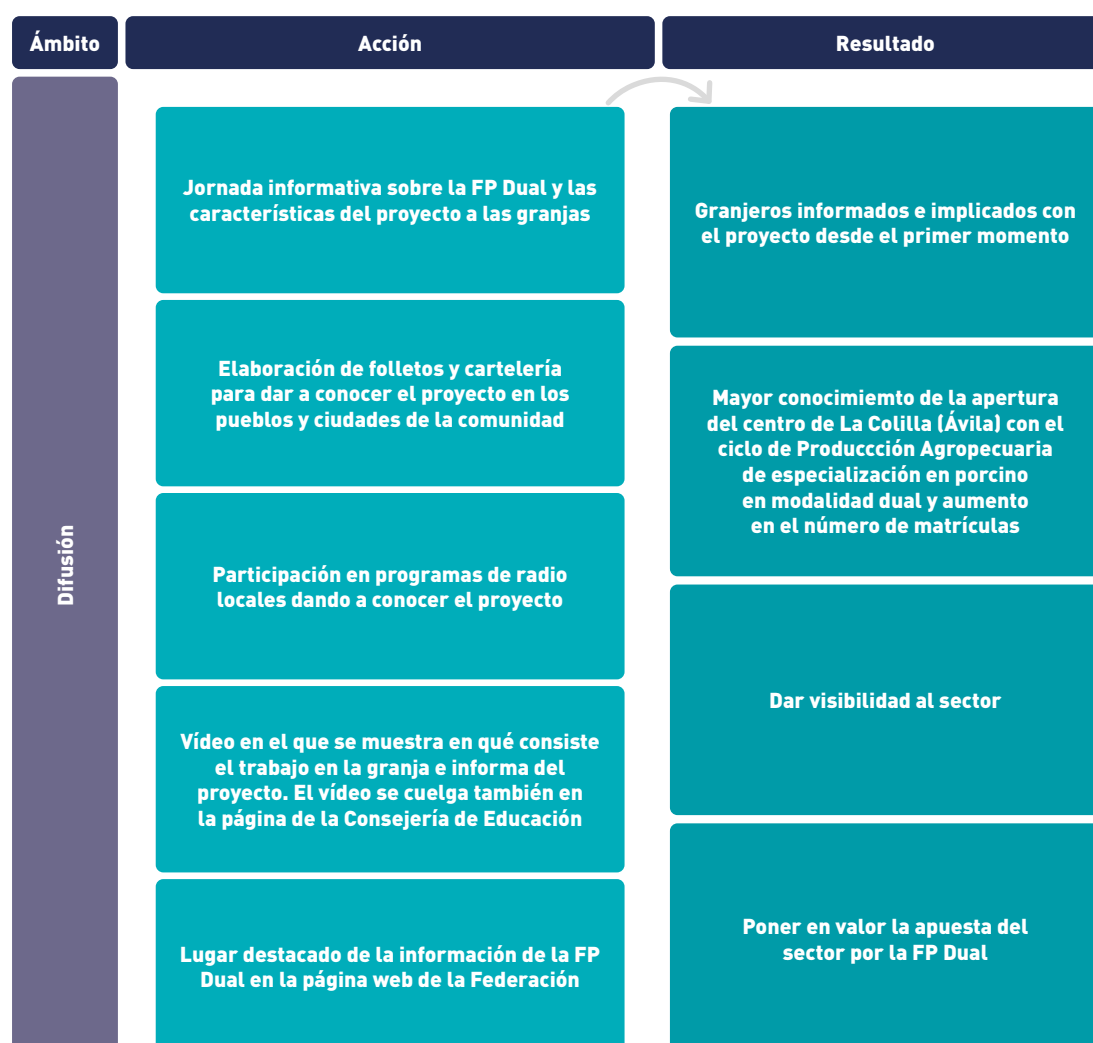 Ámbito
Acción
Resultado
Difusión
Jornada informativa sobre la FP Dual y las
características del proyecto a las granjas
Elaboración de folletos y cartelería
para dar a conocer el proyecto en los
pueblos y ciudades de la comunidad
Participación en programas de radio
locales dando a conocer el proyecto
Vídeo en el que se muestra en qué consiste
el trabajo en la granja e informa del
proyecto. El vídeo se cuelga también en
la página de la Consejería de Educación
Lugar destacado de la información de la FP
Dual en la página web de la Federación
Granjeros informados e implicados con
el proyecto desde el primer momento
Mayor conocimiemto de la apertura
del centro de La Colilla (Ávila) con el
ciclo de Produccción Agropecuaria
de especialización en porcino
en modalidad dual y aumento
en el número de matrículas
Dar visibilidad al sector
Poner en valor la apuesta del
sector por la FP Dual